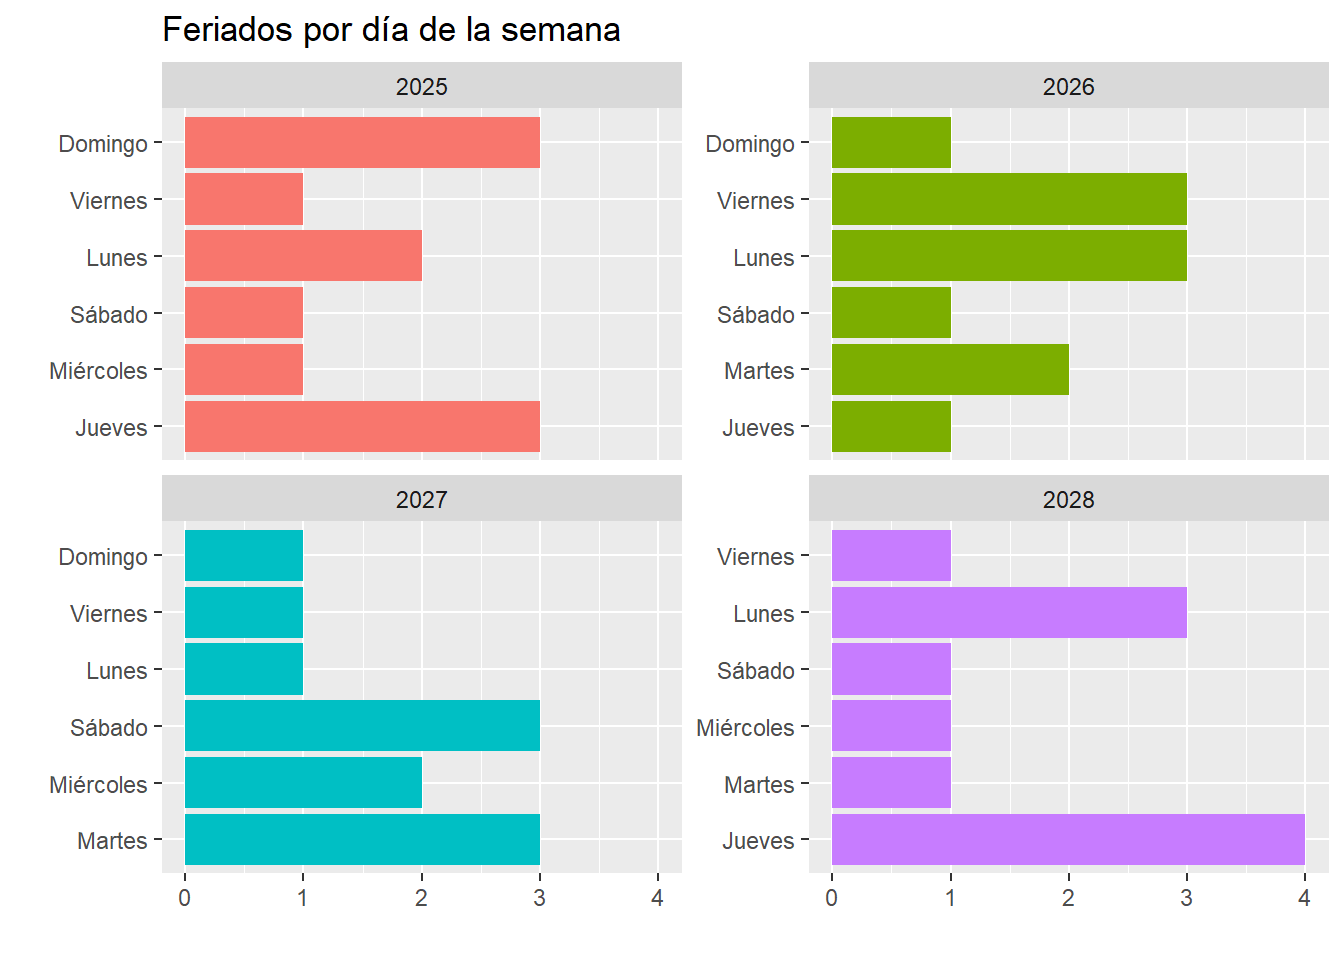 Feriados por día de la semana
2025
Domingo
Viernes
Lunes
Sábado
Miércoles
Jueves
2026
Domingo
Viernes
Lunes
Sábado
Martes
Jueves
2027
Domingo
Viernes
Lunes
Sábado
Miércoles
Martes
0 1 2 3 4
2028
Viernes
Lunes
Sábado
Miércoles
Martes
Jueves
0 1 2 3 4